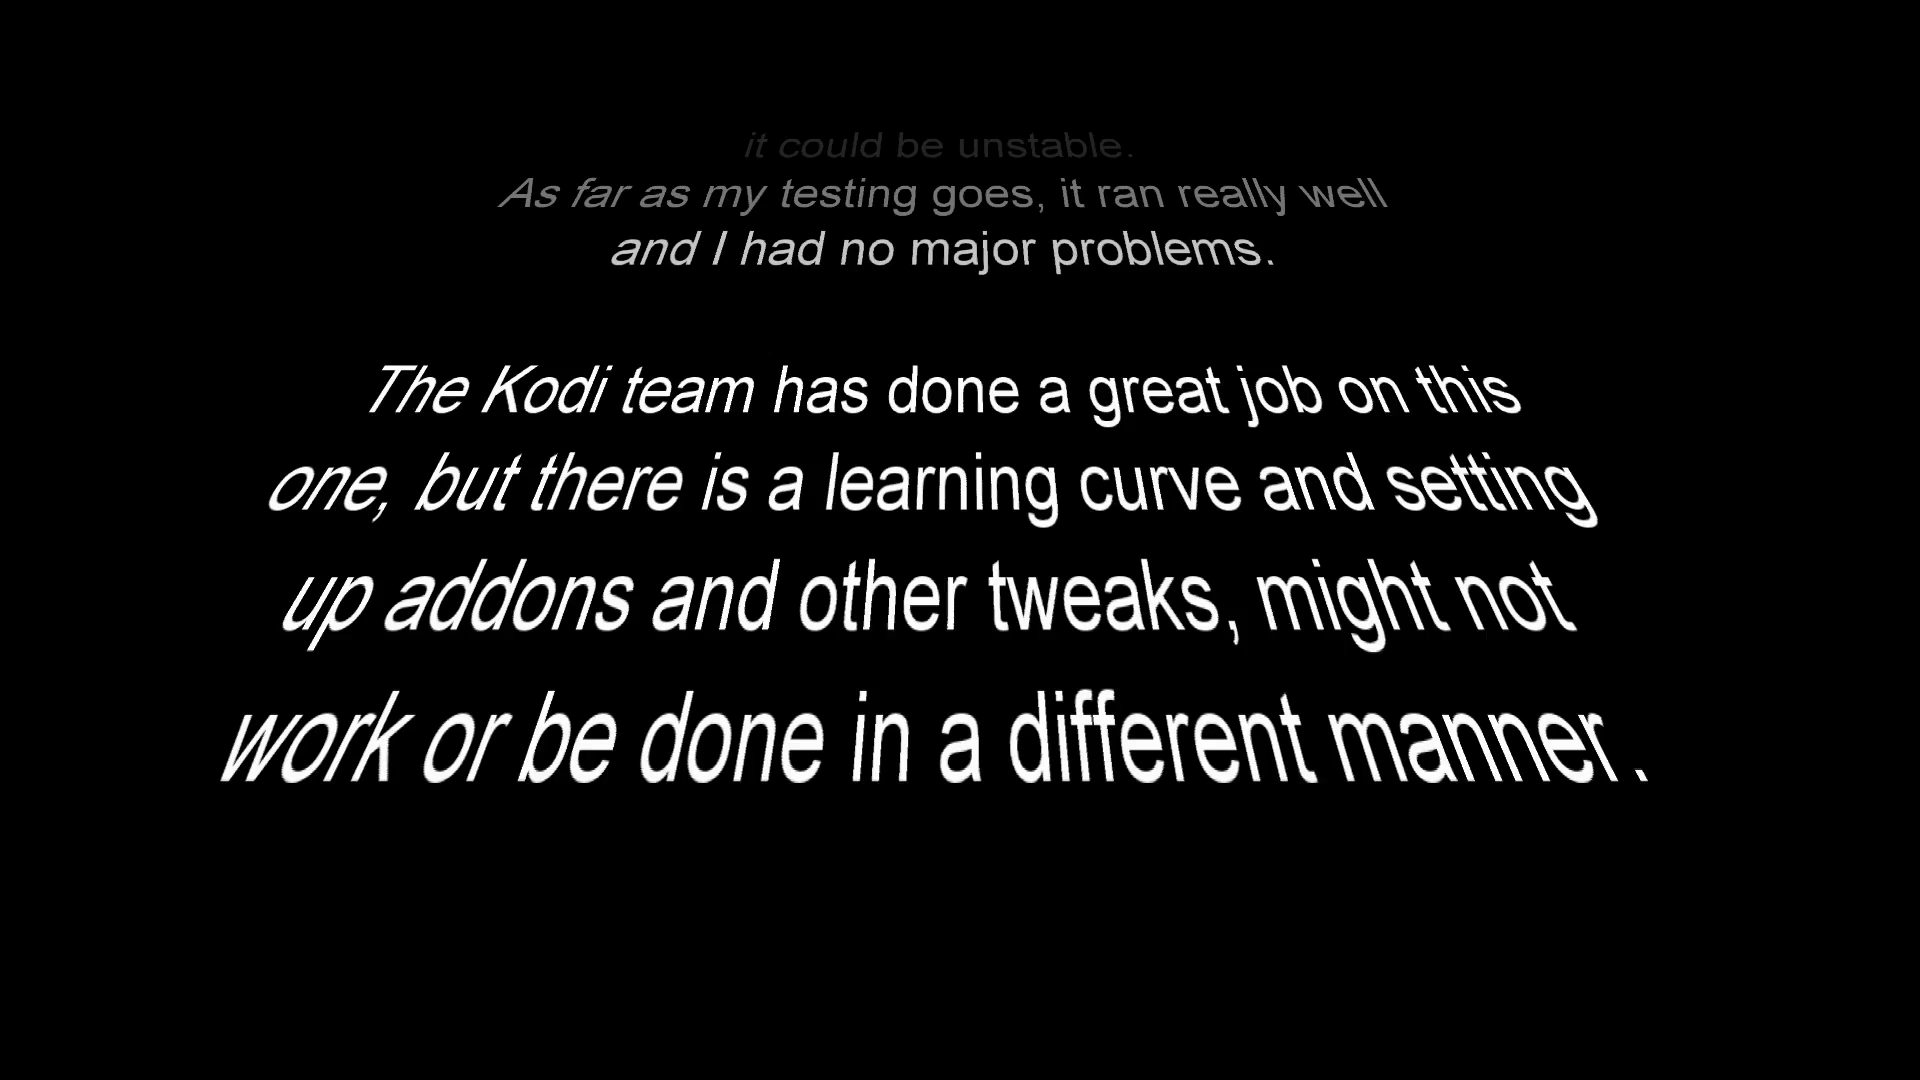 it could be unstable.
As far as my testing goes, it ran really well
and I had no major problems.
The Kodi team has done a great job on this
one, but there is a learning curve and setting
up addons and other tweaks, might not
work or be done in a different manner.